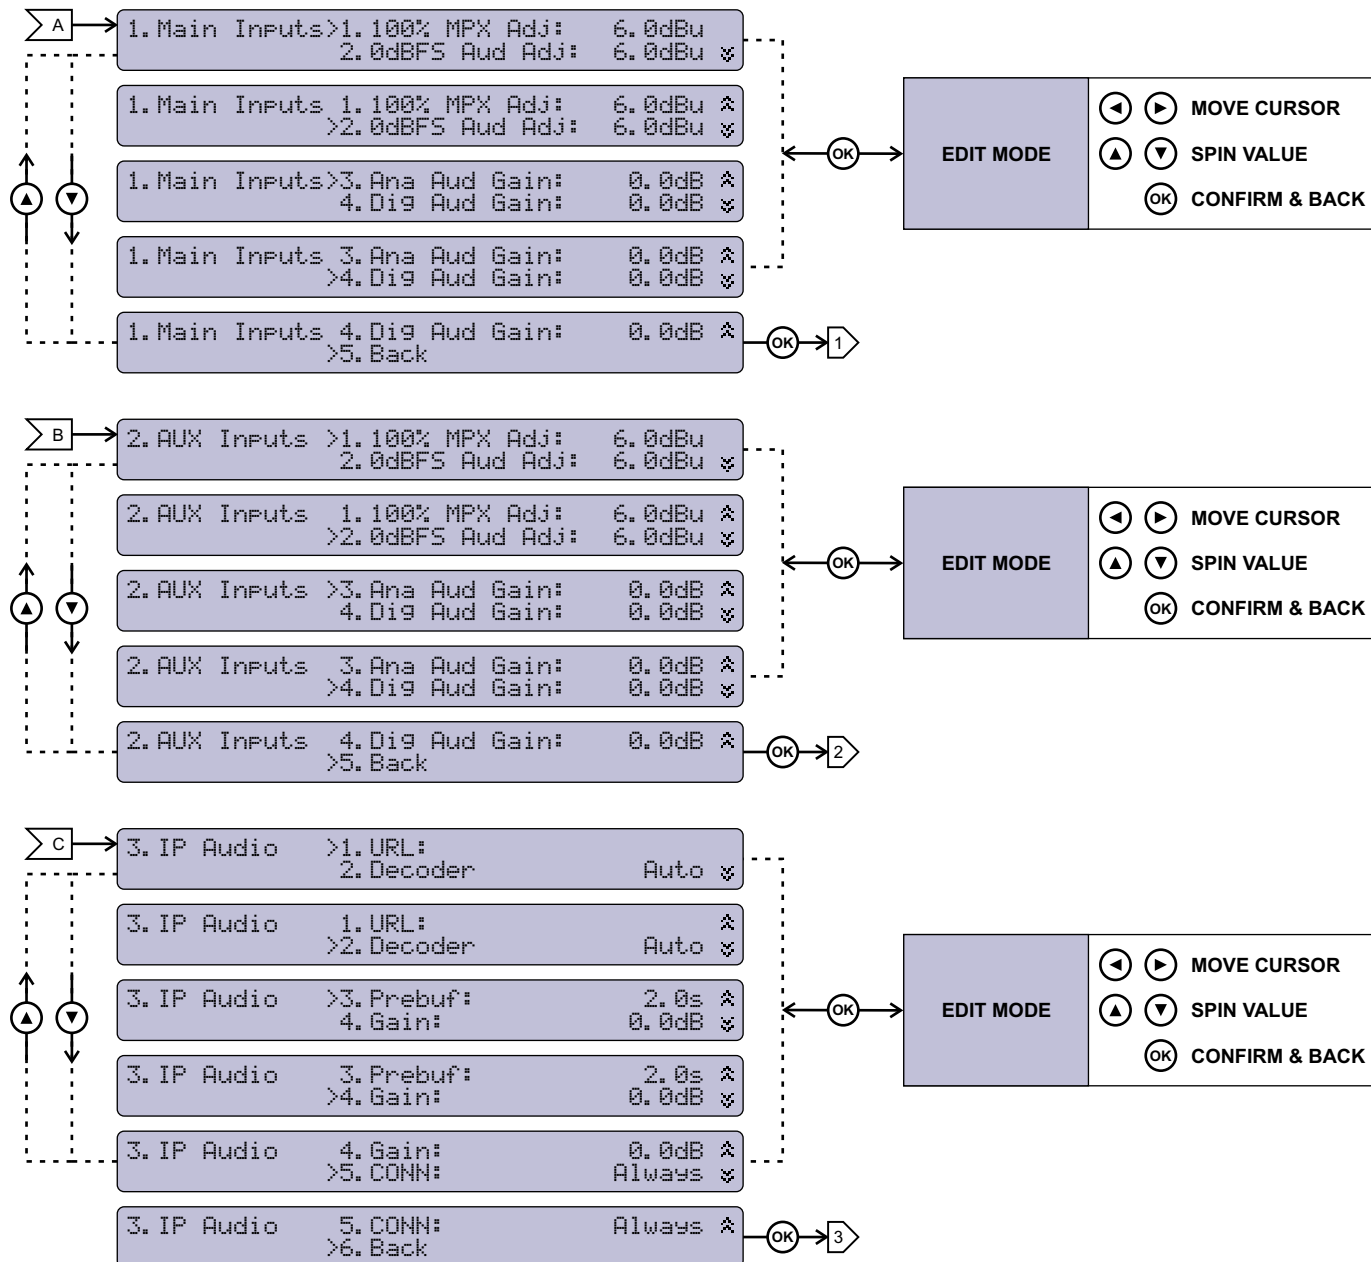 A
1.Main Inputs>1.100% MPX Adj: 6.0dBu
2.0dBFS Aud Adj: 6.0dBu
1.Main Inputs 1.100% MPX Adj: 6.0dBu
>2.0dBFS Aud Adj: 6.0dBu
1.Main Inputs>3.Ana Aud Gain: 0.0dB
4.Dig Aud Gain: 0.0dB
1.Main Inputs 3.Ana Aud Gain: 0.0dB
>4.Dig Aud Gain: 0.0dB
1.Main Inputs 4.Dig Aud Gain: 0.0dB
>5.Back
OK
1
OK
EDIT MODE
MOVE CURSOR
SPIN VALUE
OK CONFIRM & BACK
B
2.AUX Inputs >1.100% MPX Adj: 6.0dBu
2.0dBFS Aud Adj: 6.0dBu
2.AUX Inputs 1.100% MPX Adj: 6.0dBu
>2.0dBFS Aud Adj: 6.0dBu
2.AUX Inputs >3.Ana Aud Gain: 0.0dB
4.Dig Aud Gain: 0.0dB
2.AUX Inputs 3.Ana Aud Gain: 0.0dB
>4.Dig Aud Gain: 0.0dB
2.AUX Inputs 4.Dig Aud Gain: 0.0dB
>5.Back
OK
2
OK
EDIT MODE
MOVE CURSOR
SPIN VALUE
OK CONFIRM & BACK
C
3.IP Audio >1.URL:
2.Decoder Auto
3.IP Audio 1.URL:
>2.Decoder Auto
3.IP Audio >3.Prebuf: 2.0s
4.Gain: 0.0dB
3.IP Audio 3.Prebuf: 2.0s
>4.Gain: 0.0dB
3.IP Audio 4.Gain: 0.0dB
>5.CONN: Always
3.IP Audio 5.CONN: Always
>6.Back
OK
3
OK
EDIT MODE
MOVE CURSOR
SPIN VALUE
OK CONFIRM & BACK